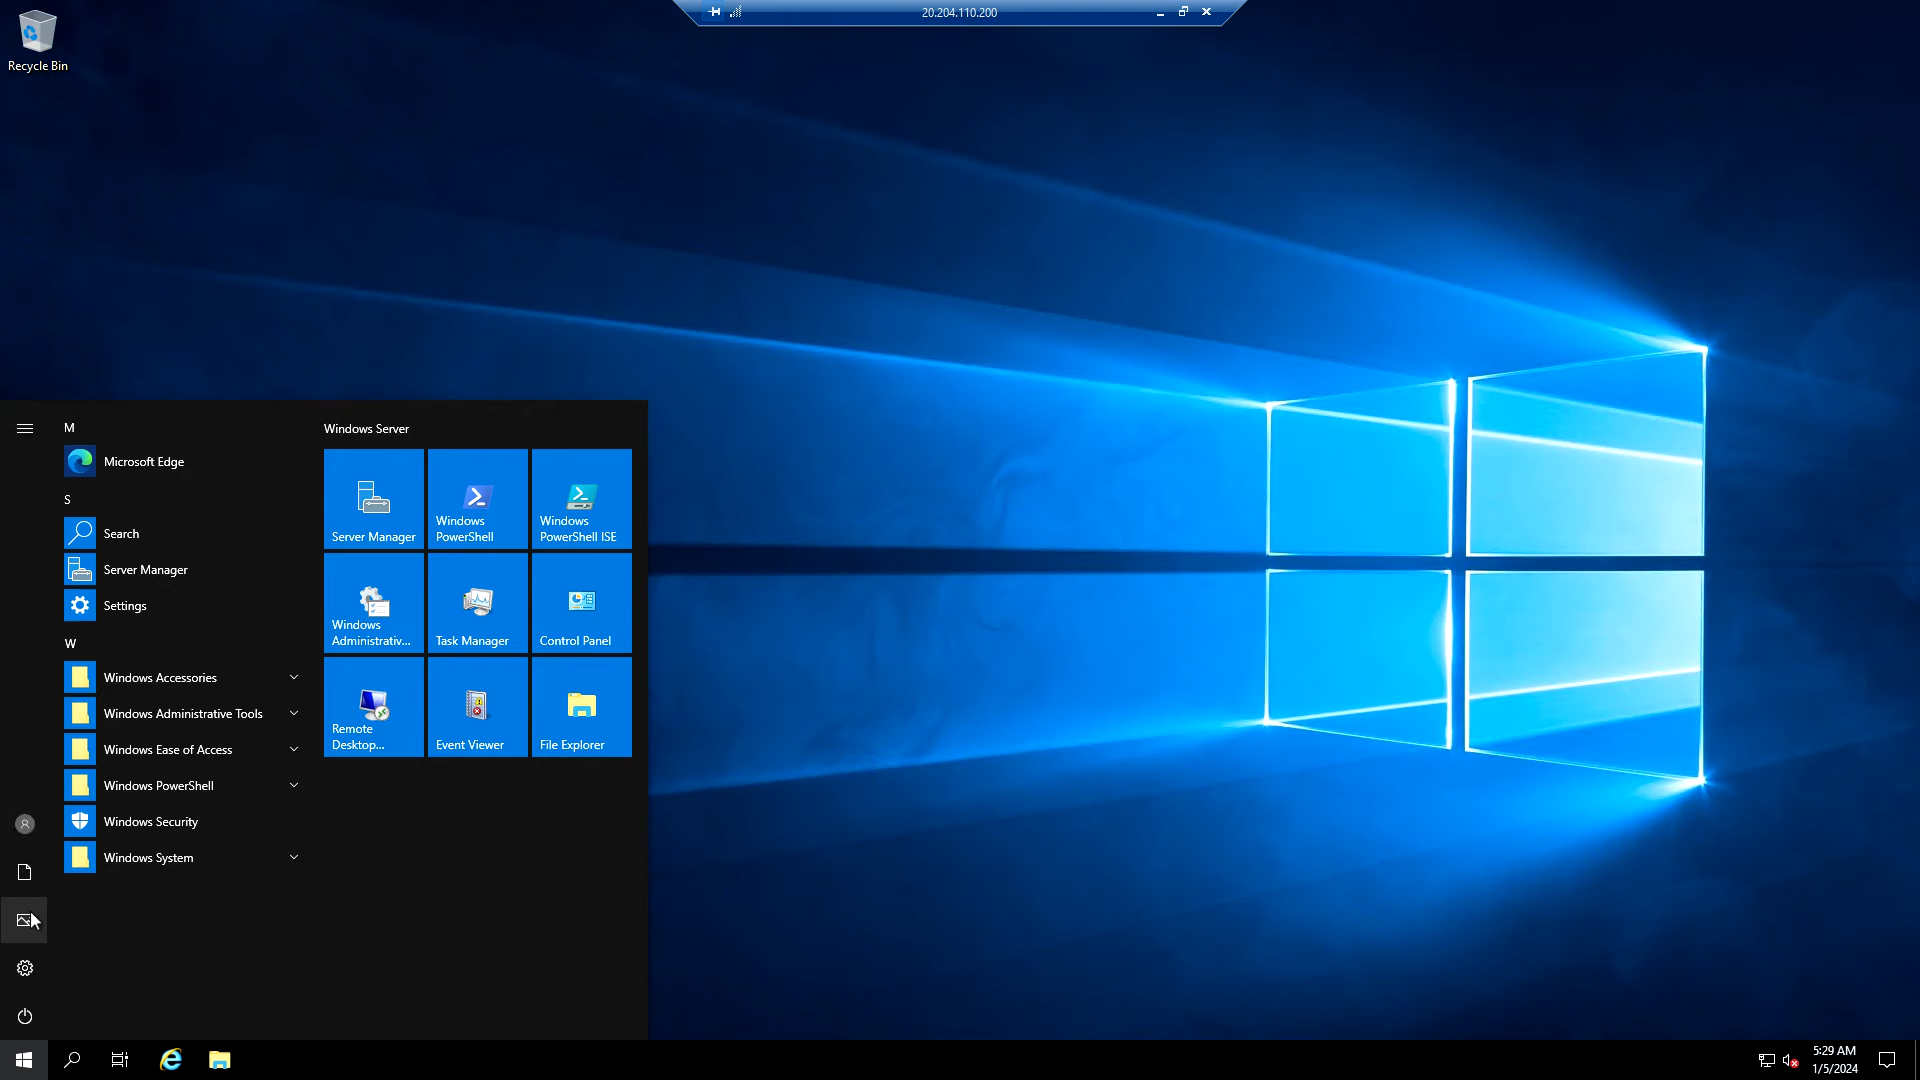 20.204.110.200
Recycle Bin
M
Microsoft Edge
S
Search
Server Manager
Settings
W
Windows Accessories
Windows Administrative Tools
Windows Ease of Access
Windows PowerShell
Windows Security
Windows System
Windows Server
Server Manager
Windows
PowerShell
Windows
PowerShell ISE
Windows
Administrativ...
Task Manager
Control Panel
Remote
Desktop...
Event Viewer
File Explorer
5:29 AM
1/5/2024